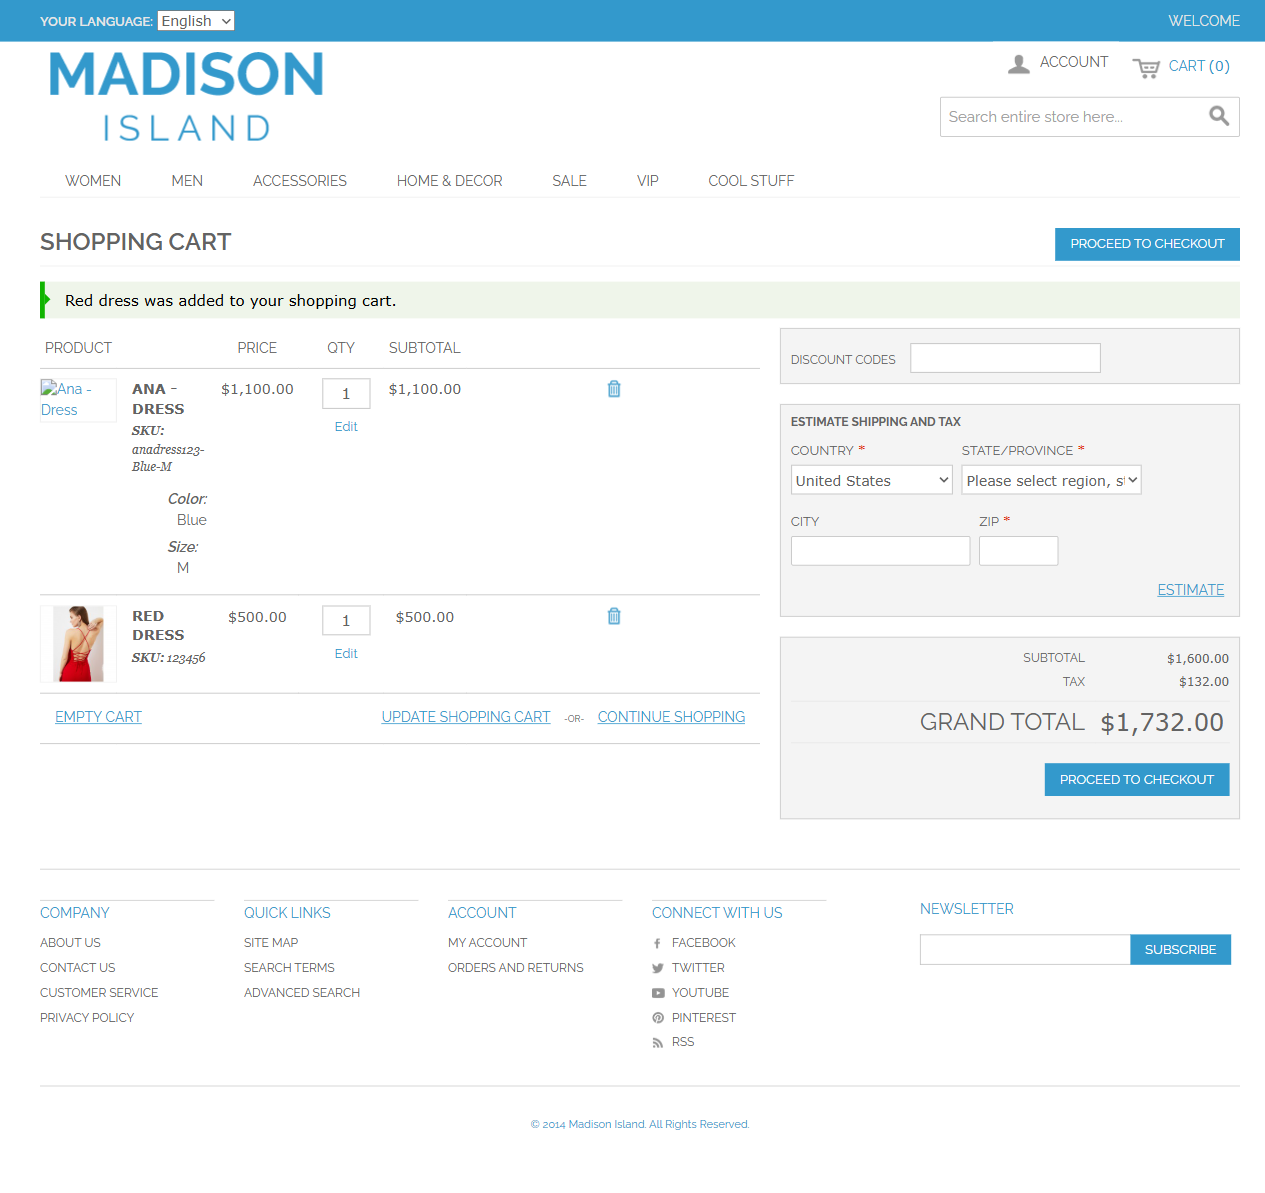 YOUR LANGUAGE: English
WELCOME
MADISON
ISLAND
ACCOUNT
CART (0)
Search entire store here...
WOMEN MEN ACCESSORIES HOME & DECOR SALE VIP COOL STUFF
SHOPPING CART
PROCEED TO CHECKOUT
Red dress was added to your shopping cart.
PRODUCT PRICE QTY SUBTOTAL
Ana -
Dress
ANA -
DRESS
SKU:
anadress123-
Blue-M
Color:
Blue
Size:
M
$1,100.00
1
Edit
$1,100.00
RED
DRESS
SKU: 123456
$500.00
1
Edit
$500.00
EMPTY CART
UPDATE SHOPPING CART -OR- CONTINUE SHOPPING
DISCOUNT CODES
ESTIMATE SHIPPING AND TAX
COUNTRY * STATE/PROVINCE *
United States Please select region, s
CITY ZIP *
ESTIMATE
SUBTOTAL $1,600.00
TAX $132.00
GRAND TOTAL $1,732.00
PROCEED TO CHECKOUT
COMPANY
ABOUT US
CONTACT US
CUSTOMER SERVICE
PRIVACY POLICY
QUICK LINKS
SITE MAP
SEARCH TERMS
ADVANCED SEARCH
ACCOUNT
MY ACCOUNT
ORDERS AND RETURNS
CONNECT WITH US
FACEBOOK
TWITTER
YOUTUBE
PINTEREST
RSS
NEWSLETTER
SUBSCRIBE
© 2014 Madison Island. All Rights Reserved.